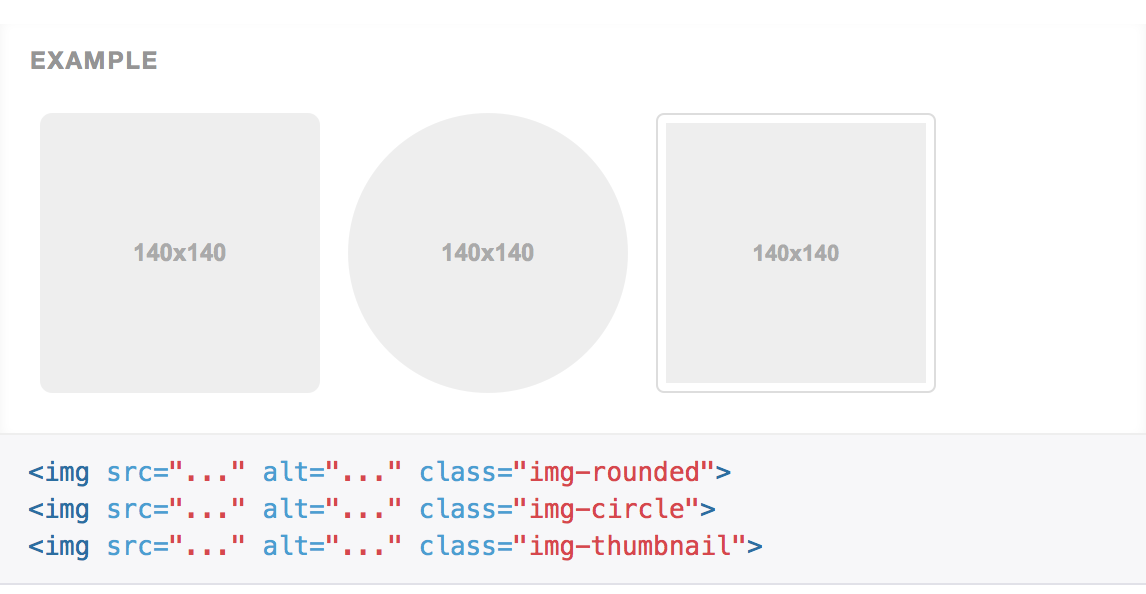 EXAMPLE
140x140 140x140 140x140
<img src="..." alt="..." class="img-rounded">
<img src="..." alt="..." class="img-circle">
<img src="..." alt="..." class="img-thumbnail">